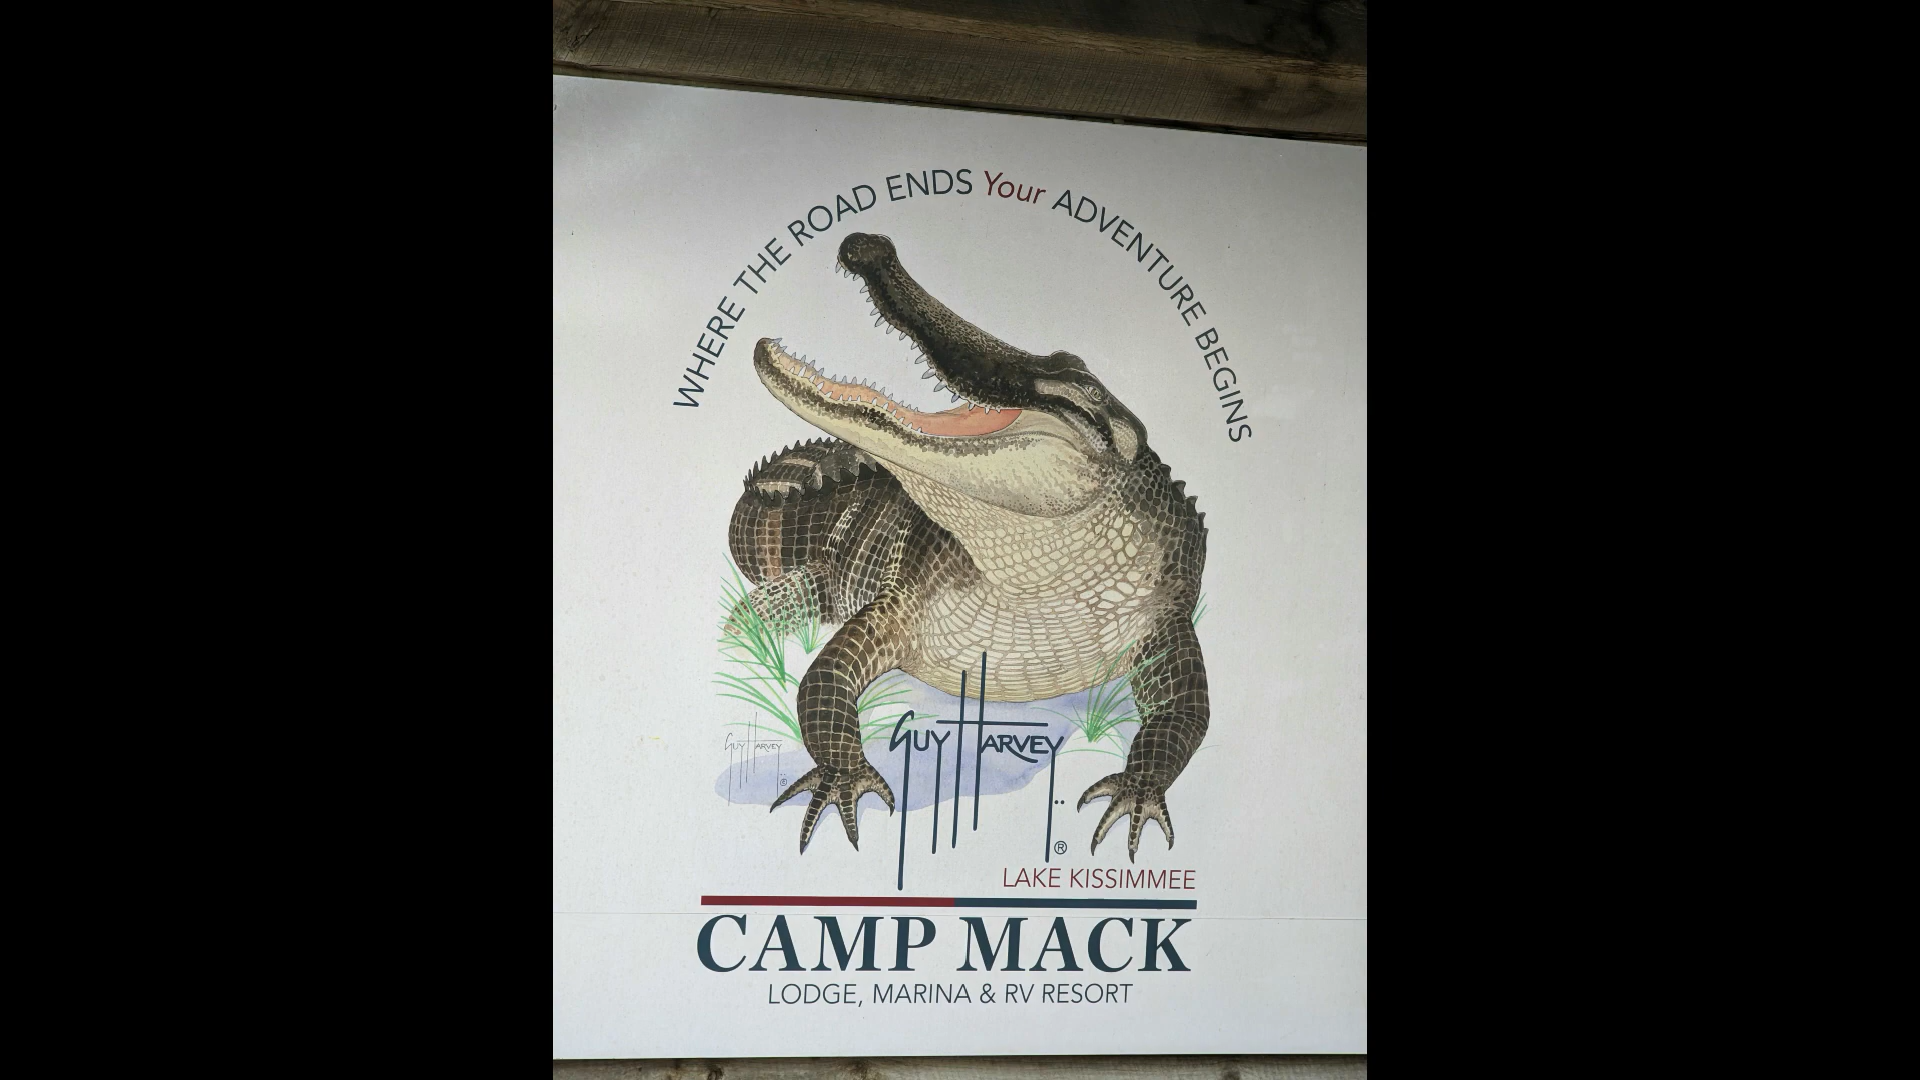 WHERE THE ROAD ENDS Your ADVENTURE BEGINS
GUY HARVEY
GUY HARVEY ®
®
LAKE KISSIMMEE
CAMP MACK
LODGE, MARINA & RV RESORT